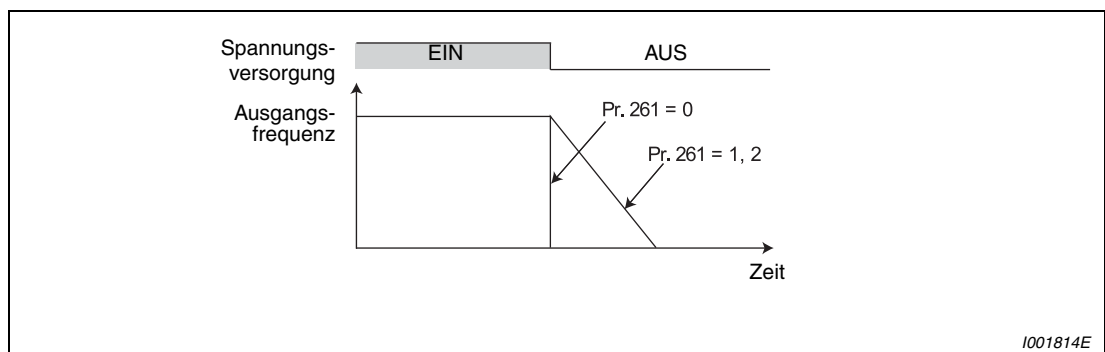 Spannungs-
versorgung
EIN
AUS
Ausgangs-
frequenz
Pr. 261 = 0
Pr. 261 = 1, 2
Zeit
I001814E